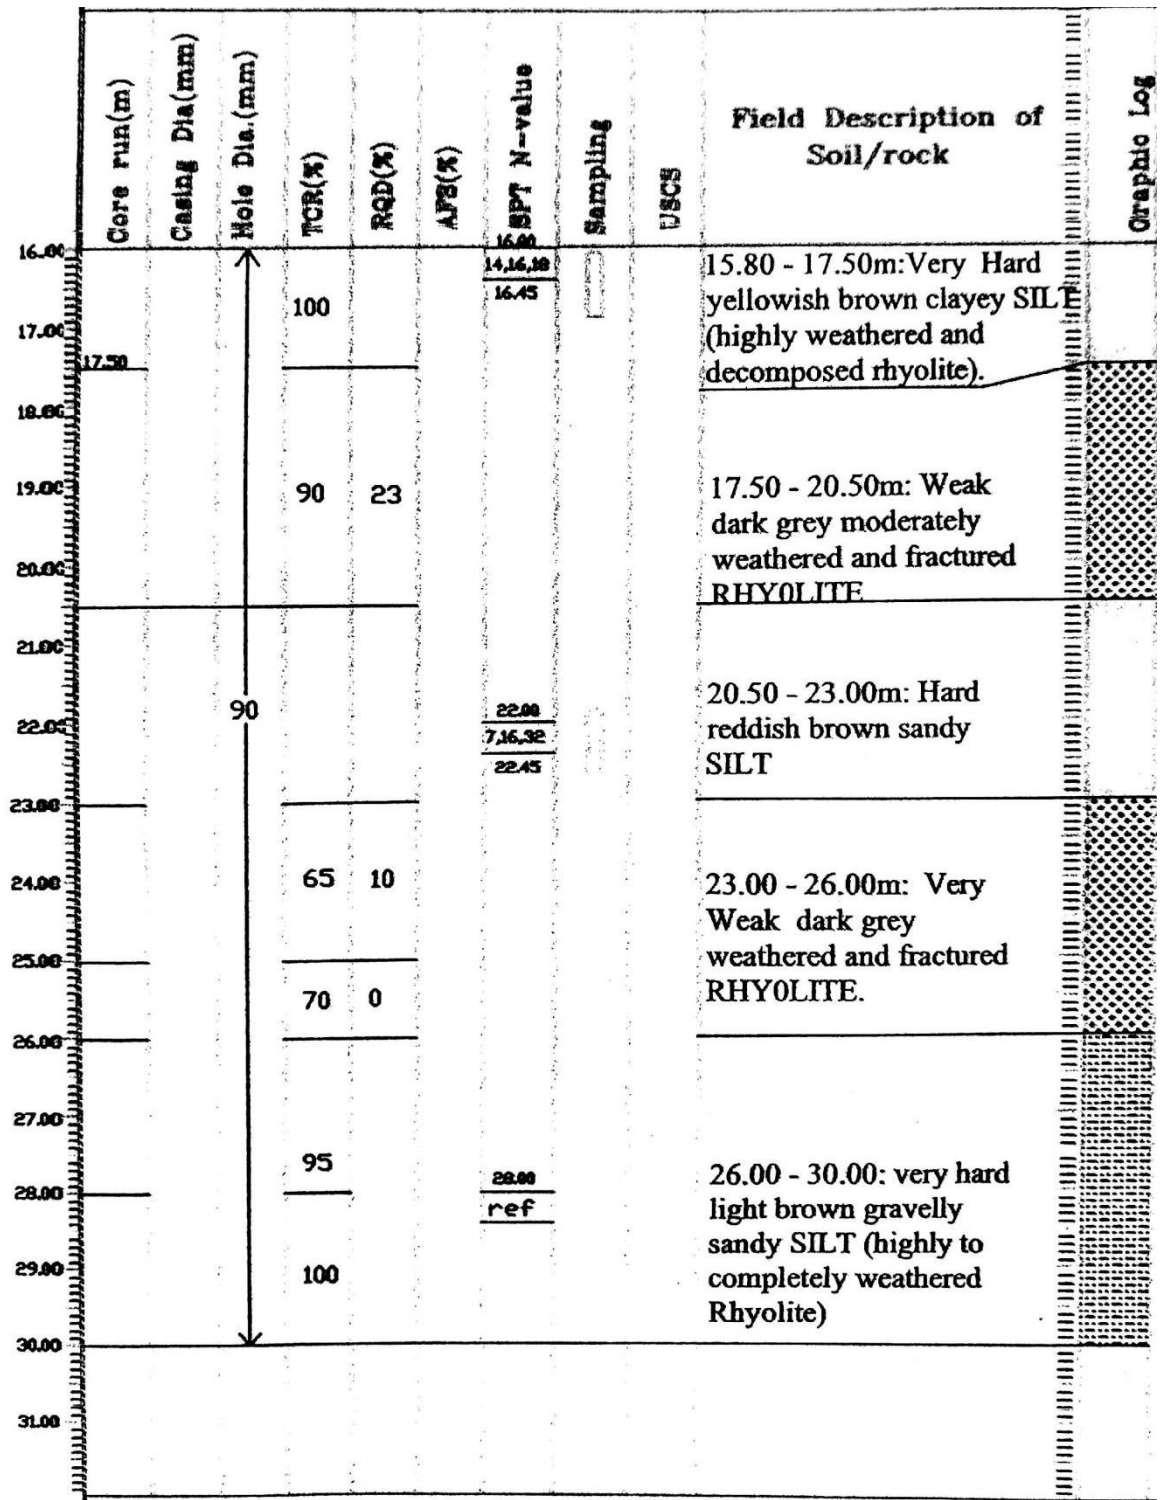 Core run(m)
Casing Dia(mm)
Hole Dia.(mm)
TCR(%)
RQD(%)
AFS(%)
SPT N-value
Sampling
USCS
Field Description of
Soil/rock
Graphic Log
16.00
17.00
18.00
19.00
20.00
21.00
22.00
23.00
24.00
25.00
26.00
27.00
28.00
29.00
30.00
31.00
17.50
90
100
90
23
65
10
70
0
95
100
16.00
14,16,18
16.45
22.00
7,16,32
22.45
28.00
ref
15.80 - 17.50m:Very Hard
yellowish brown clayey SILT
(highly weathered and
decomposed rhyolite).
17.50 - 20.50m: Weak
dark grey moderately
weathered and fractured
RHY0LITE
20.50 - 23.00m: Hard
reddish brown sandy
SILT
23.00 - 26.00m: Very
Weak dark grey
weathered and fractured
RHY0LITE.
26.00 - 30.00: very hard
light brown gravelly
sandy SILT (highly to
completely weathered
Rhyolite)